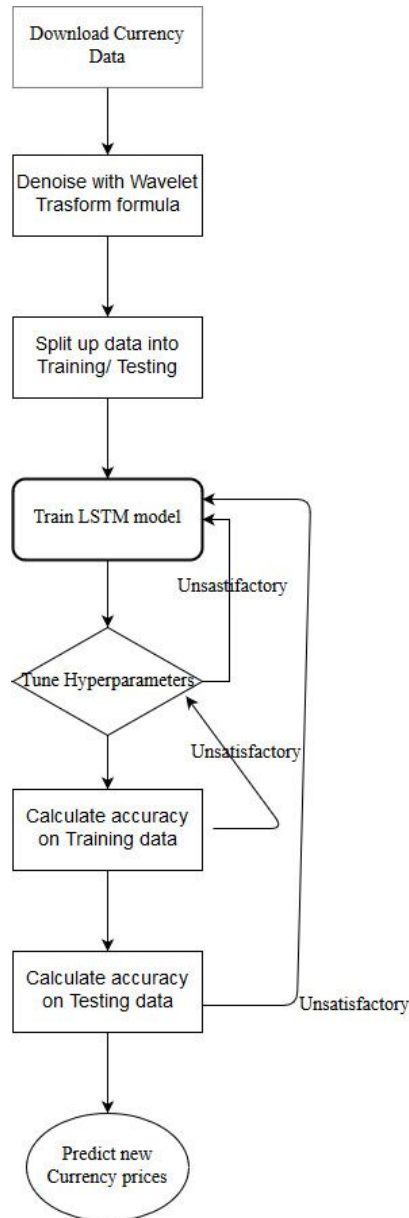 Download Currency
Data
Denoise with Wavelet
Trasform formula
Split up data into
Training/ Testing
Train LSTM model
Unsastifactory
Tune Hyperparameters
Unsatisfactory
Calculate accuracy
on Training data
Calculate accuracy
on Testing data
Unsatisfactory
Predict new
Currency prices